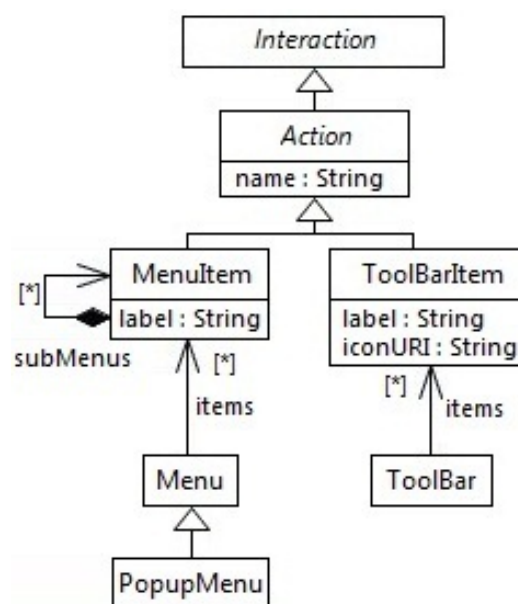 Interaction
Action
name : String
MenuItem
ToolBarItem
[*]
label : String
label : String
iconURI : String
subMenus
[*]
[*]
items
items
Menu
ToolBar
PopupMenu